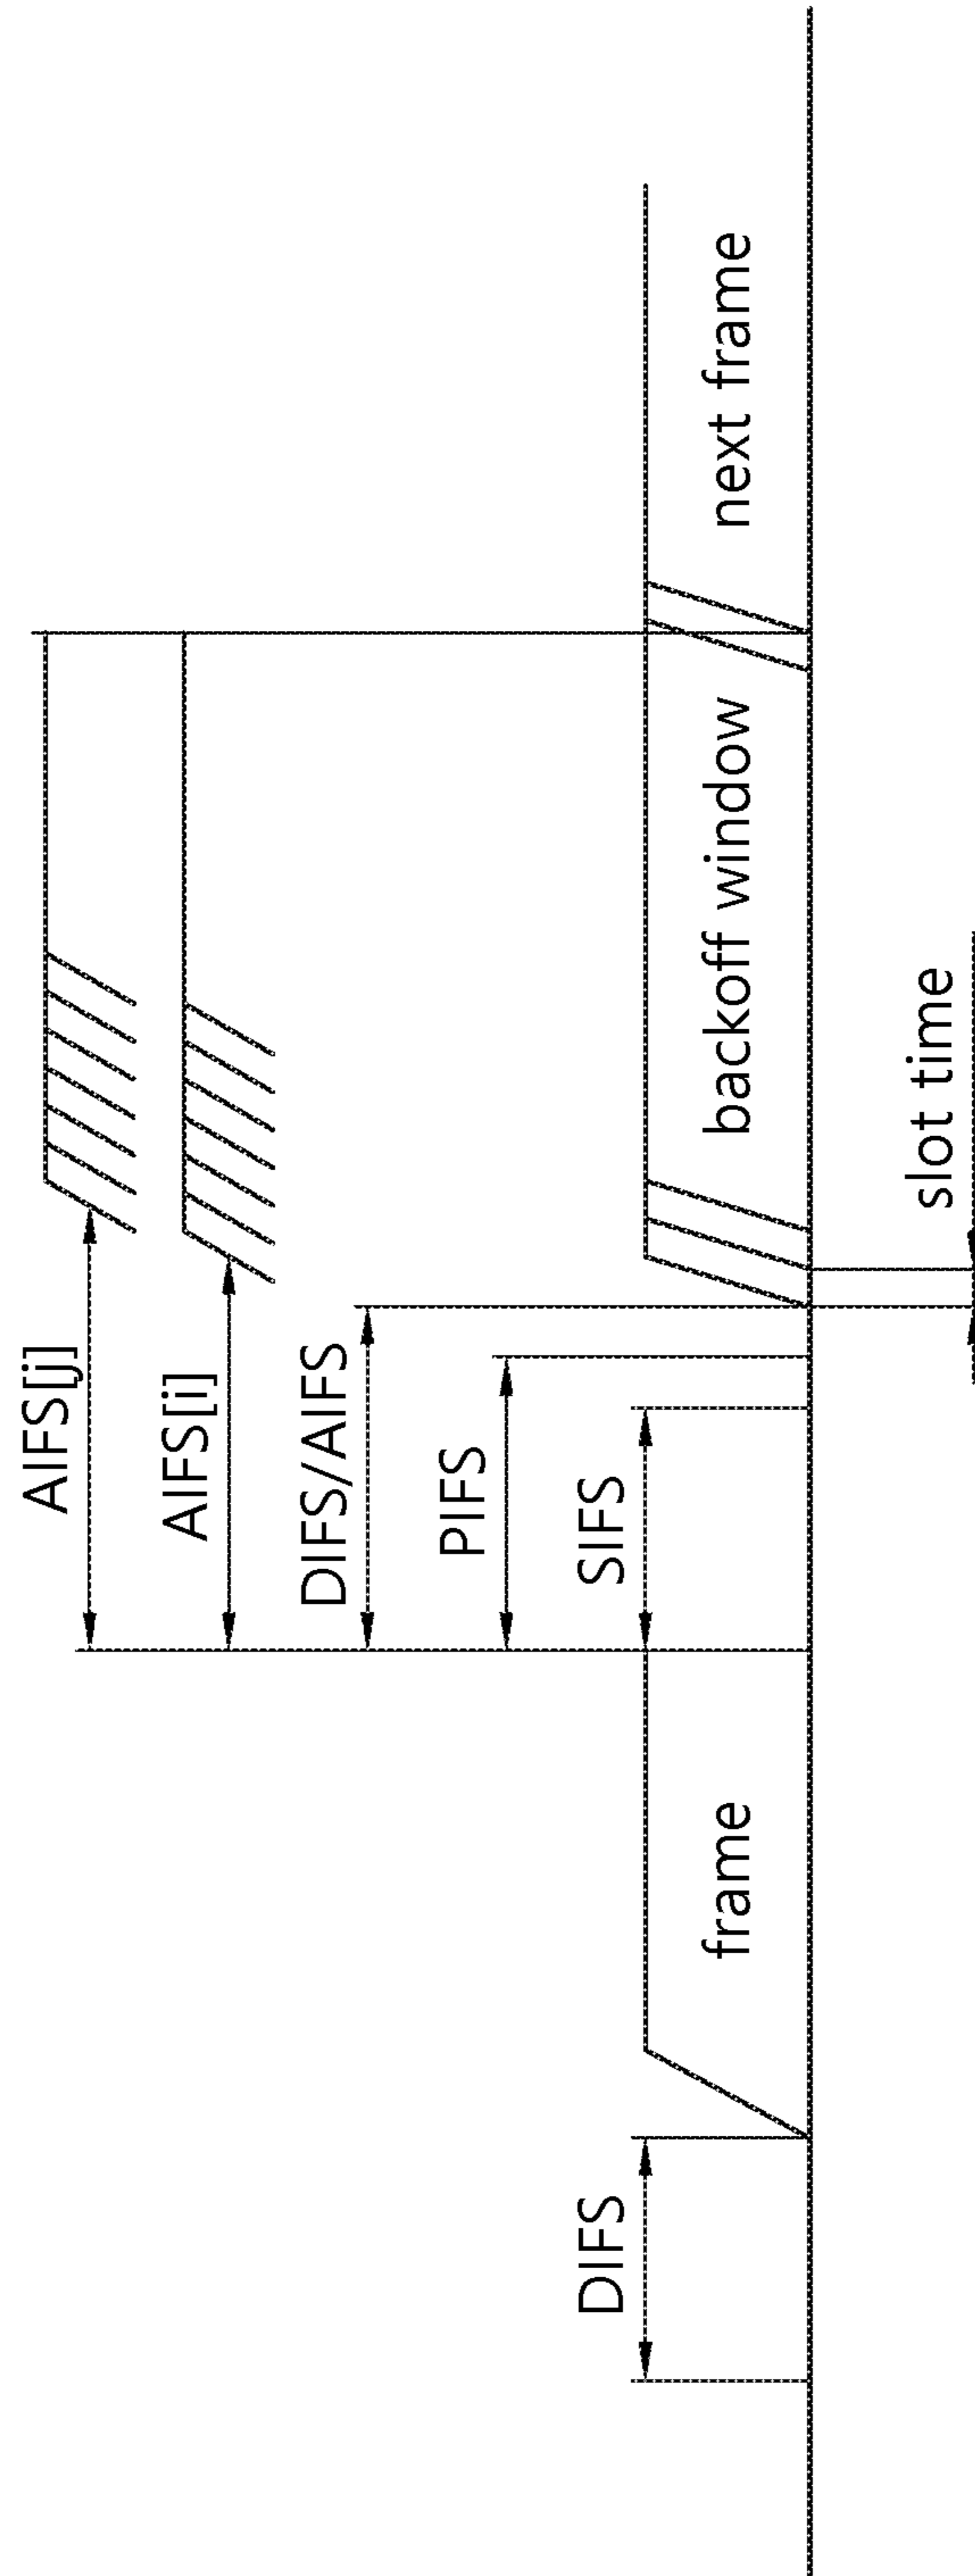 AIFS[j]
AIFS[i]
DIFS/AIFS
PIFS
DIFS
SIFS
frame
backoff window
next frame
slot time